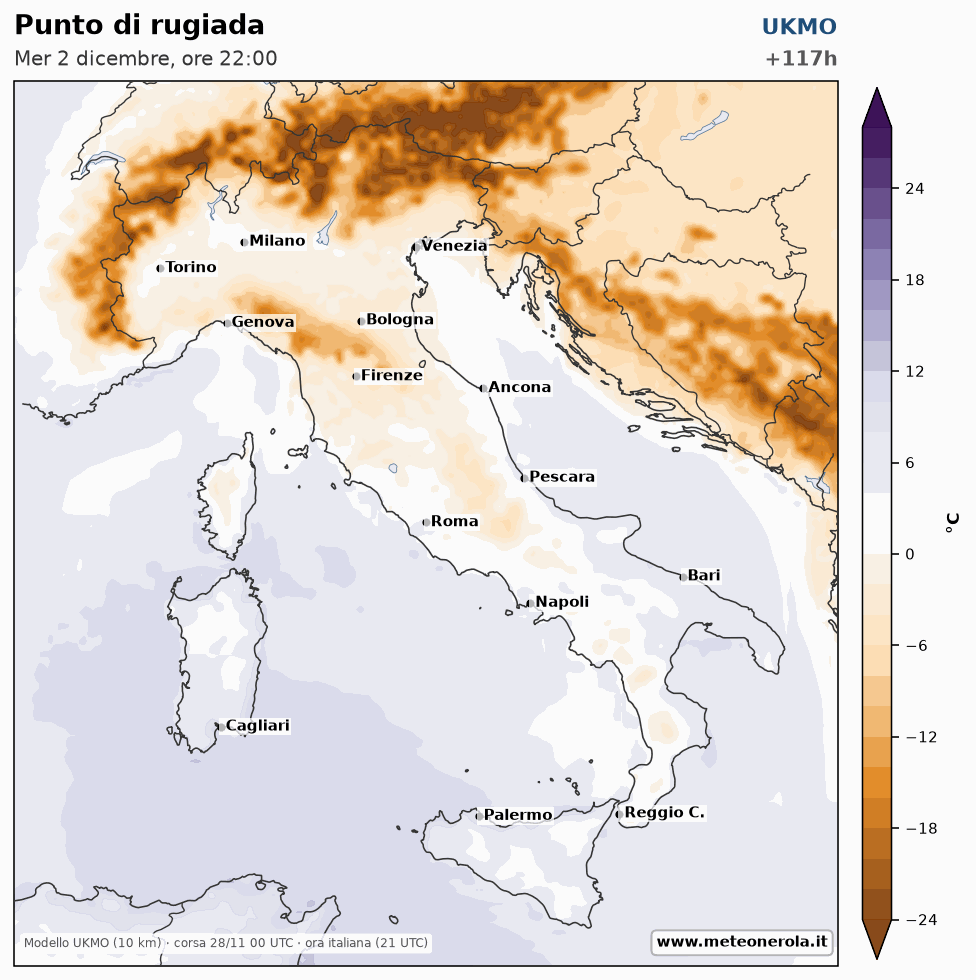 Punto di rugiada
UKMO
Mer 2 dicembre, ore 22:00
+117h
Milano
Venezia
Torino
Genova
Bologna
Firenze
Ancona
Pescara
Roma
Bari
Napoli
Cagliari
Palermo
Reggio C.
24
18
12
6
0
−6
−12
−18
−24
°C
Modello UKMO (10 km) · corsa 28/11 00 UTC · ora italiana (21 UTC)
www.meteonerola.it